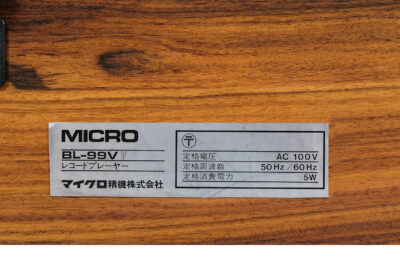 MICRO
BL-99V
レコードプレーヤー
マイクロ精機株式会社
〒
定格電圧 AC 100V
定格周波数 50Hz/60Hz
定格消費電力 5W